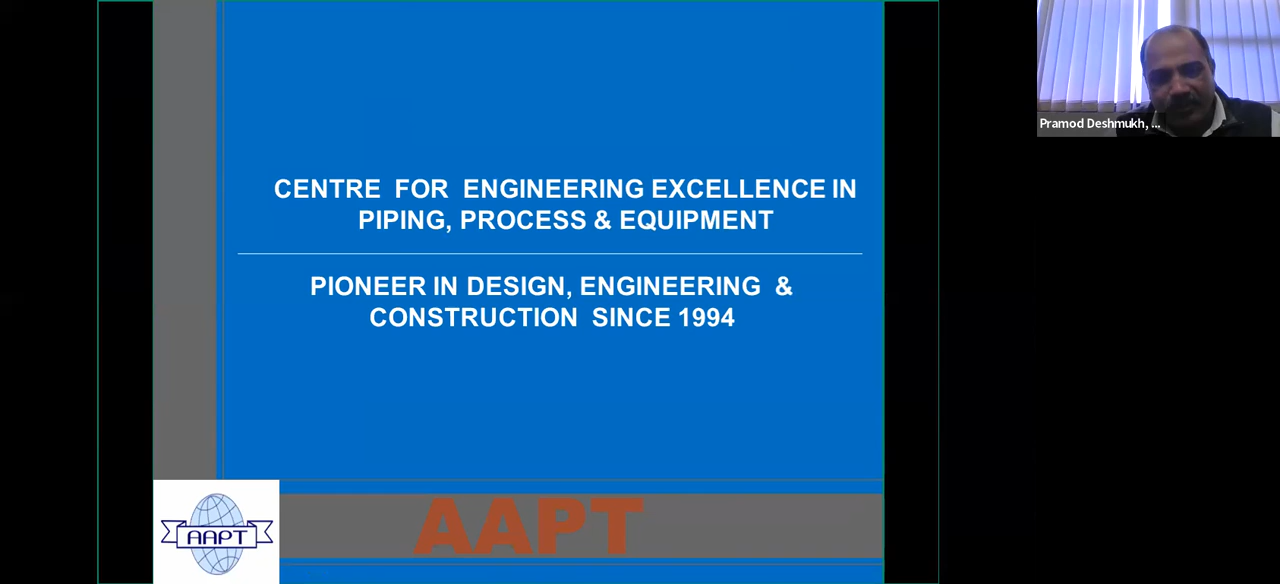 CENTRE FOR ENGINEERING EXCELLENCE IN
PIPING, PROCESS & EQUIPMENT
PIONEER IN DESIGN, ENGINEERING &
CONSTRUCTION SINCE 1994
AAPT
AAPT
Pramod Deshmukh, ...